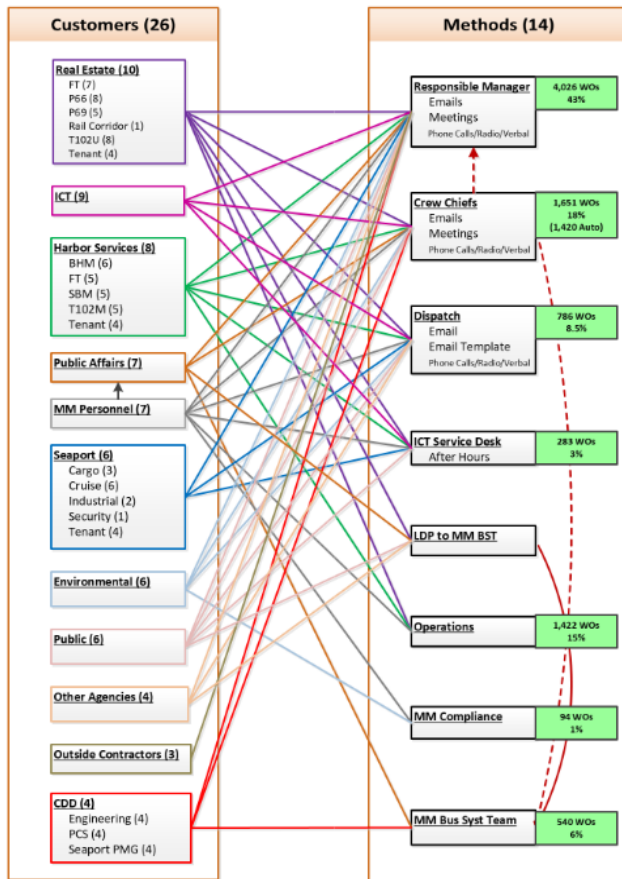 Customers (26)
Real Estate (10)
FT (7)
P66 (8)
P69 (5)
Rail Corridor (1)
T102U (8)
Tenant (4)
ICT (9)
Harbor Services (8)
BHM (6)
FT (5)
SBM (5)
T102M (5)
Tenant (4)
Public Affairs (7)
MM Personnel (7)
Seaport (6)
Cargo (3)
Cruise (6)
Industrial (2)
Security (1)
Tenant (4)
Environmental (6)
Public (6)
Other Agencies (4)
Outside Contractors (3)
CDD (4)
Engineering (4)
PCS (4)
Seaport PMG (4)
Methods (14)
Responsible Manager
Emails
Meetings
Phone Calls/Radio/Verbal
4,026 WOs
43%
Crew Chiefs
Emails
Meetings
Phone Calls/Radio/Verbal
1,651 WOs
18%
(1,420 Auto)
Dispatch
Email
Email Template
Phone Calls/Radio/Verbal
786 WOs
8.5%
ICT Service Desk
After Hours
283 WOs
3%
LDP to MM BST
Operations
1,422 WOs
15%
MM Compliance
94 WOs
1%
MM Bus Syst Team
540 WOs
6%